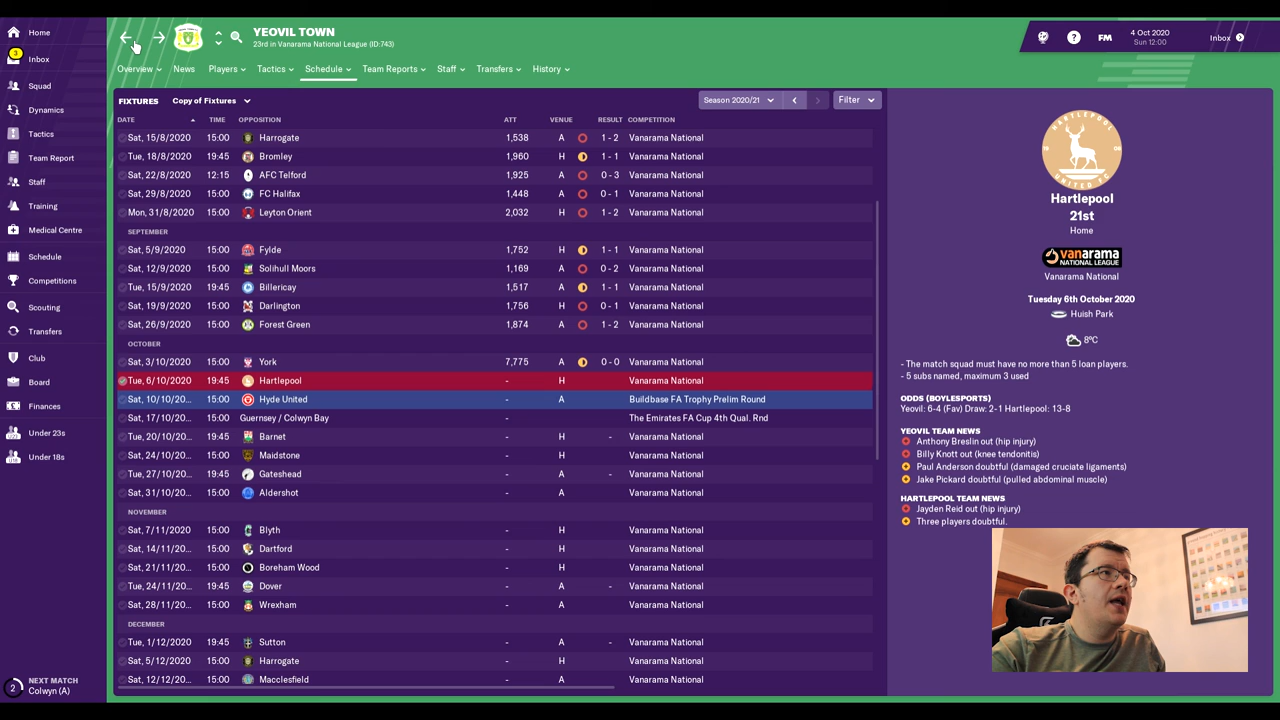 YEOVIL TOWN
23rd in Vanarama National League (ID:743)
4 Oct 2020
Sun 12:00
FM
Inbox
Overview News Players Tactics Schedule Team Reports Staff Transfers History
Home
3
Inbox
Squad
Dynamics
Tactics
Team Report
Staff
Training
Medical Centre
Schedule
Competitions
Scouting
Transfers
Club
Board
Finances
Under 23s
Under 18s
2
NEXT MATCH
Colwyn (A)
FIXTURES Copy of Fixtures Season 2020/21 Filter
DATE TIME OPPOSITION ATT VENUE RESULT COMPETITION
Sat, 15/8/2020 15:00 Harrogate 1,538 A 1 - 2 Vanarama National
Tue, 18/8/2020 19:45 Bromley 1,960 H 1 - 1 Vanarama National
Sat, 22/8/2020 12:15 AFC Telford 1,925 A 0 - 3 Vanarama National
Sat, 29/8/2020 15:00 FC Halifax 1,448 A 0 - 1 Vanarama National
Mon, 31/8/2020 15:00 Leyton Orient 2,032 H 1 - 2 Vanarama National
SEPTEMBER
Sat, 5/9/2020 15:00 Fylde 1,752 H 1 - 1 Vanarama National
Sat, 12/9/2020 15:00 Solihull Moors 1,169 A 0 - 2 Vanarama National
Tue, 15/9/2020 19:45 Billericay 1,517 A 1 - 1 Vanarama National
Sat, 19/9/2020 15:00 Darlington 1,756 H 0 - 1 Vanarama National
Sat, 26/9/2020 15:00 Forest Green 1,874 A 1 - 2 Vanarama National
OCTOBER
Sat, 3/10/2020 15:00 York 7,775 A 0 - 0 Vanarama National
Tue, 6/10/2020 19:45 Hartlepool - H Vanarama National
Sat, 10/10/20... 15:00 Hyde United - A Buildbase FA Trophy Prelim Round
Sat, 17/10/20... 15:00 Guernsey / Colwyn Bay - The Emirates FA Cup 4th Qual. Rnd
Tue, 20/10/20... 19:45 Barnet - H - Vanarama National
Sat, 24/10/20... 15:00 Maidstone - H Vanarama National
Tue, 27/10/20... 19:45 Gateshead - A - Vanarama National
Sat, 31/10/20... 15:00 Aldershot - A Vanarama National
NOVEMBER
Sat, 7/11/2020 15:00 Blyth - H Vanarama National
Sat, 14/11/20... 15:00 Dartford - H Vanarama National
Sat, 21/11/20... 15:00 Boreham Wood - H Vanarama National
Tue, 24/11/20... 19:45 Dover - A - Vanarama National
Sat, 28/11/20... 15:00 Wrexham - A Vanarama National
DECEMBER
Tue, 1/12/2020 19:45 Sutton - A - Vanarama National
Sat, 5/12/2020 15:00 Harrogate - H Vanarama National
Sat, 12/12/20... 15:00 Macclesfield - A Vanarama National
HARTLEPOOL
19 08
UNITED FC
Hartlepool
21st
Home
vanarama
NATIONAL LEAGUE
Vanarama National
Tuesday 6th October 2020
Huish Park
8°C
- The match squad must have no more than 5 loan players.
- 5 subs named, maximum 3 used
ODDS (BOYLESPORTS)
Yeovil: 6-4 (Fav) Draw: 2-1 Hartlepool: 13-8
YEOVIL TEAM NEWS
Anthony Breslin out (hip injury)
Billy Knott out (knee tendonitis)
Paul Anderson doubtful (damaged cruciate ligaments)
Jake Pickard doubtful (pulled abdominal muscle)
HARTLEPOOL TEAM NEWS
Jayden Reid out (hip injury)
Three players doubtful.